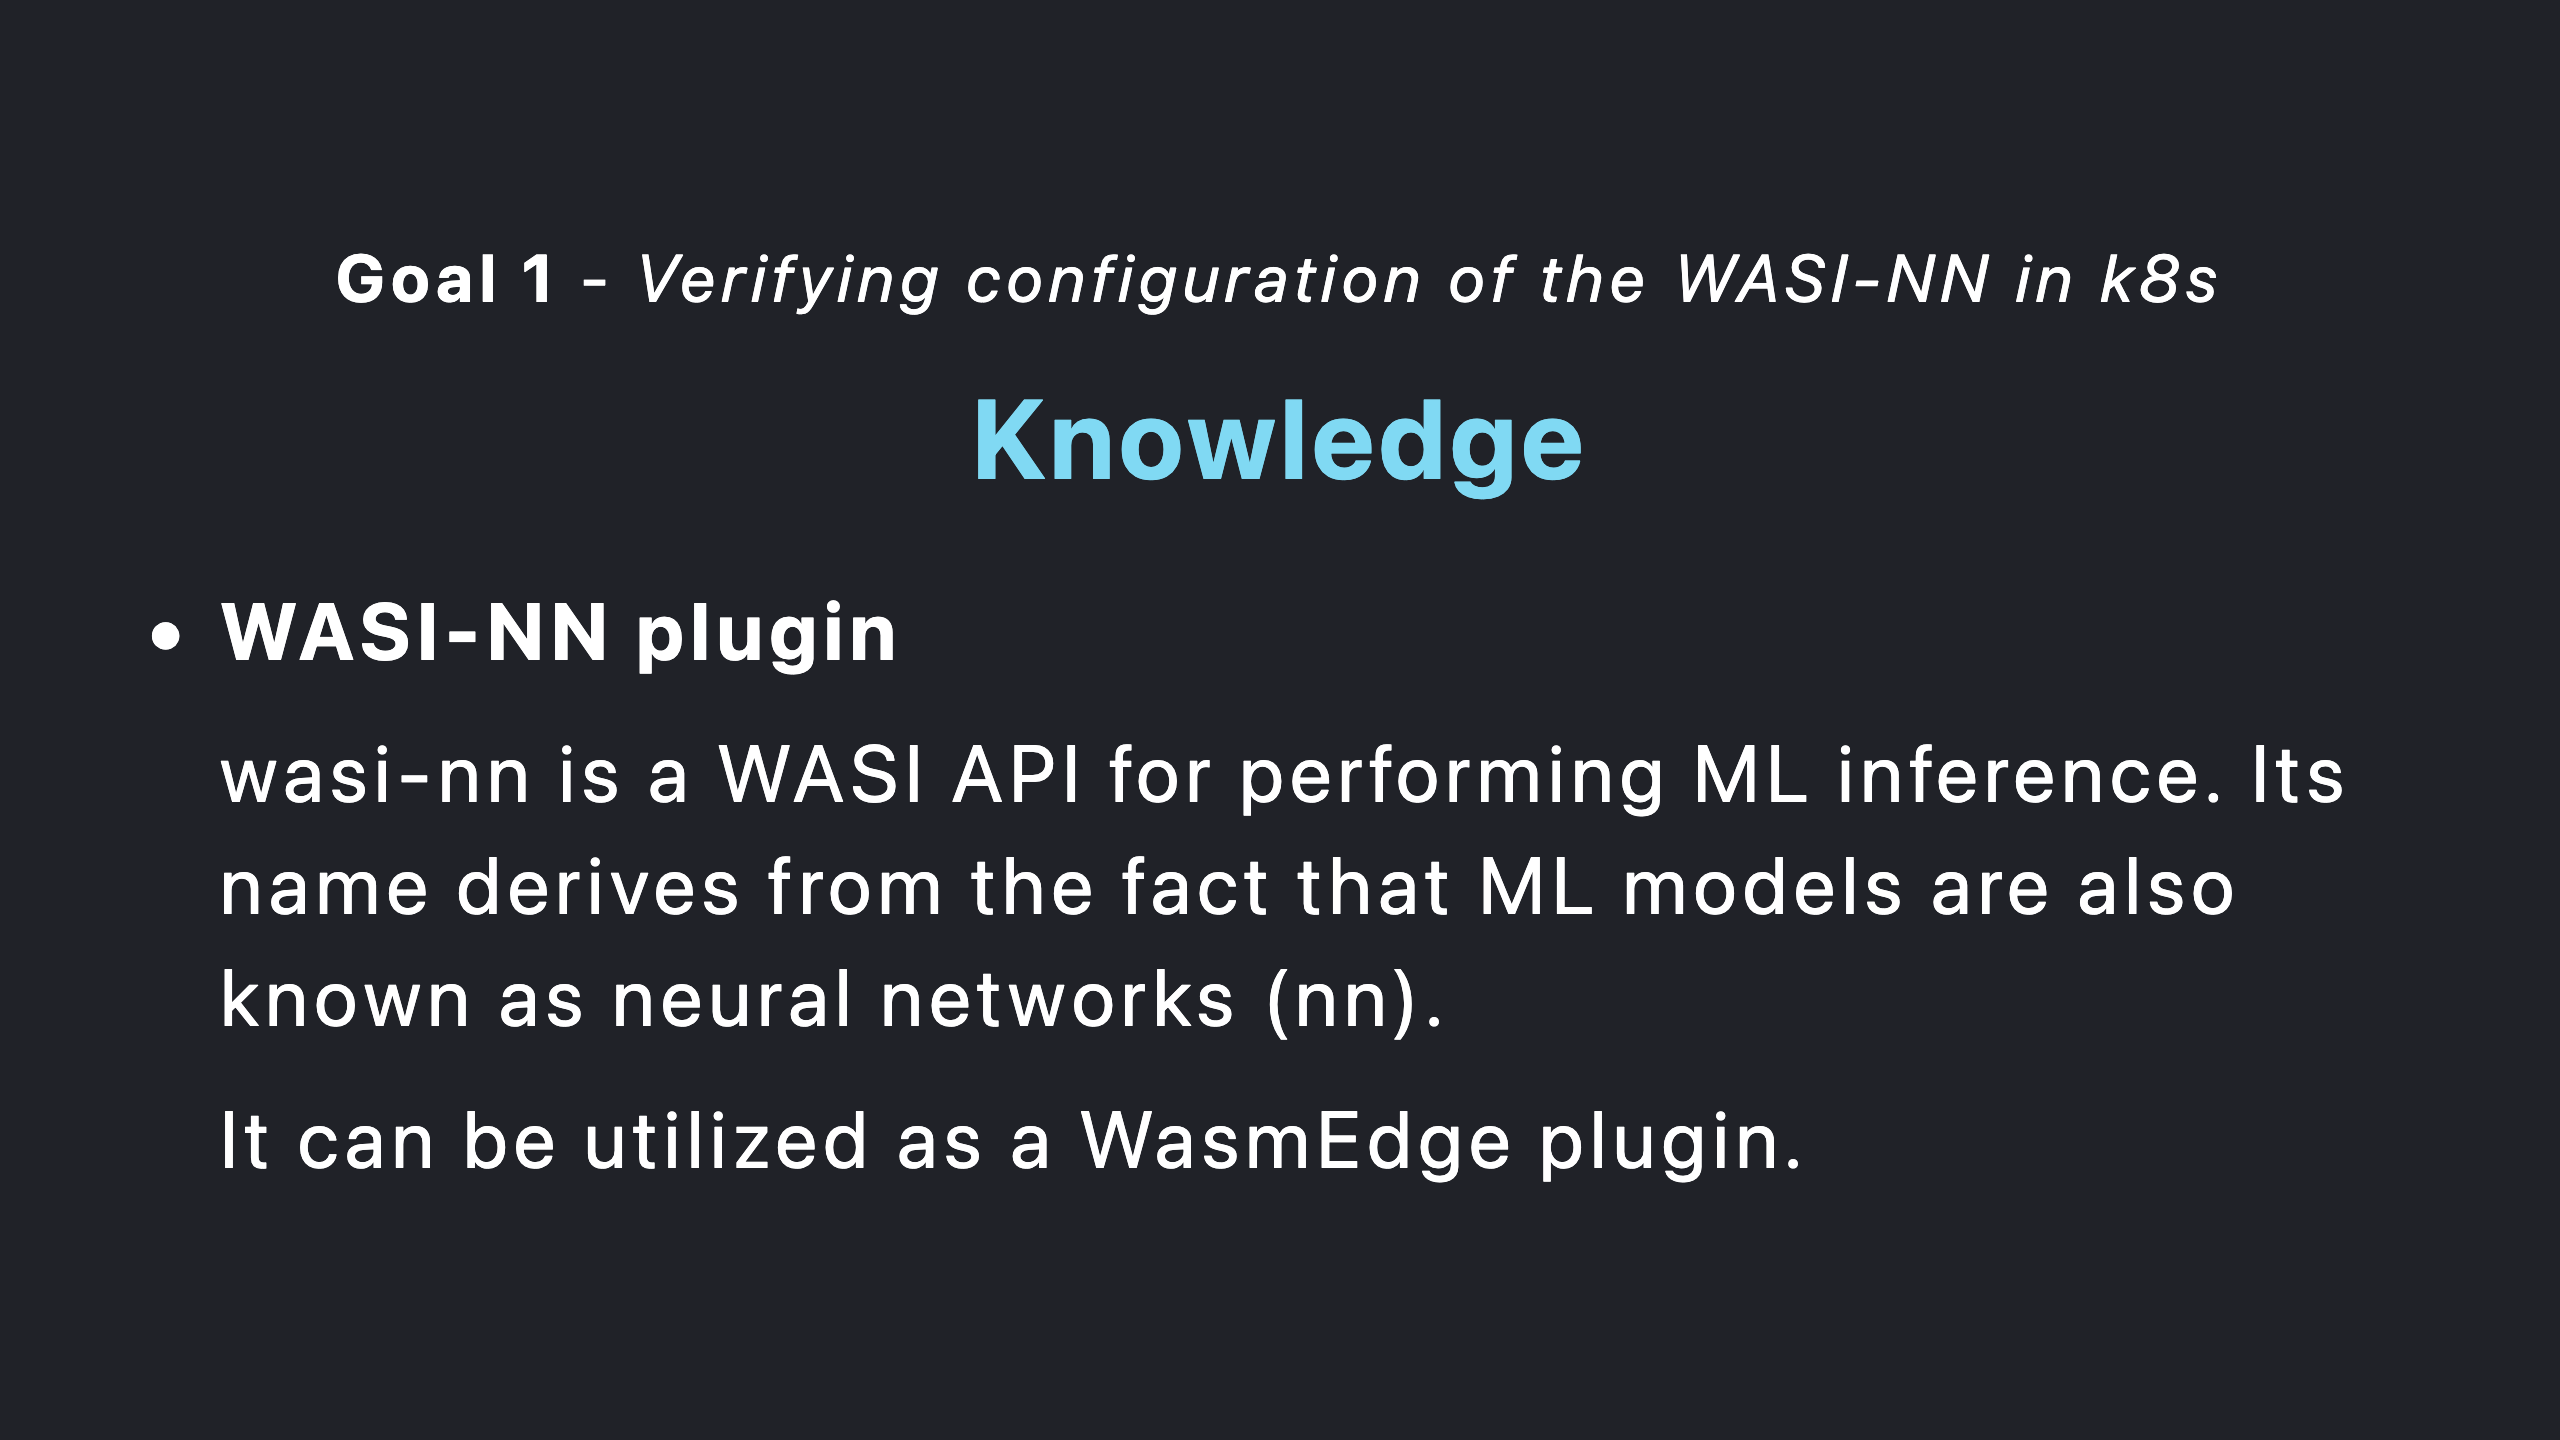 Goal 1 - Verifying configuration of the WASI-NN in k8s
Knowledge
• WASI-NN plugin
wasi-nn is a WASI API for performing ML inference. Its
name derives from the fact that ML models are also
known as neural networks (nn).
It can be utilized as a WasmEdge plugin.